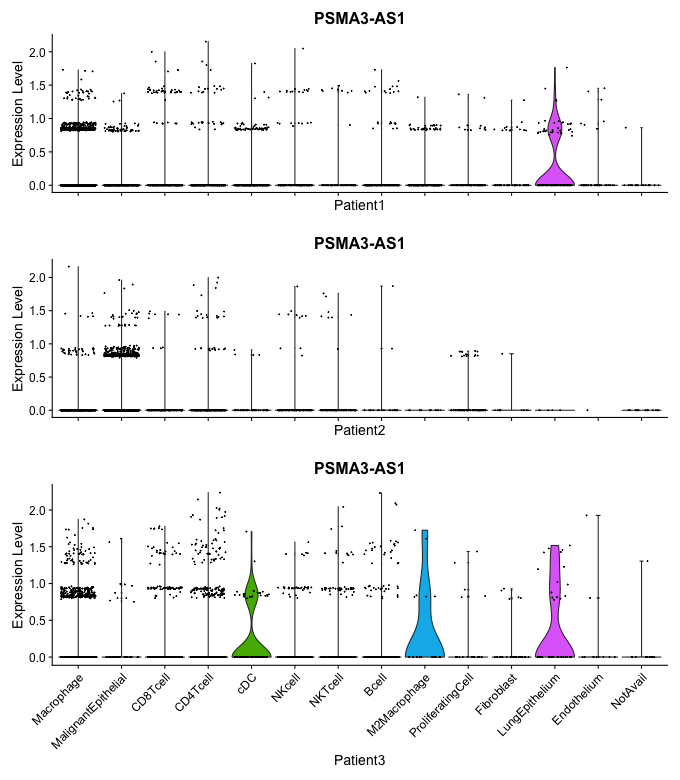 PSMA3-AS1
Expression Level
2.0
1.5
1.0
0.5
0.0
Patient1
PSMA3-AS1
Expression Level
2.0
1.5
1.0
0.5
0.0
Patient2
PSMA3-AS1
Expression Level
2.0
1.5
1.0
0.5
0.0
Macrophage
MalignantEpithelial
CD8Tcell
CD4Tcell
cDC
NKcell
NKTcell
Bcell
M2Macrophage
ProliferatingCell
Fibroblast
LungEpithelium
Endothelium
NotAvail
Patient3